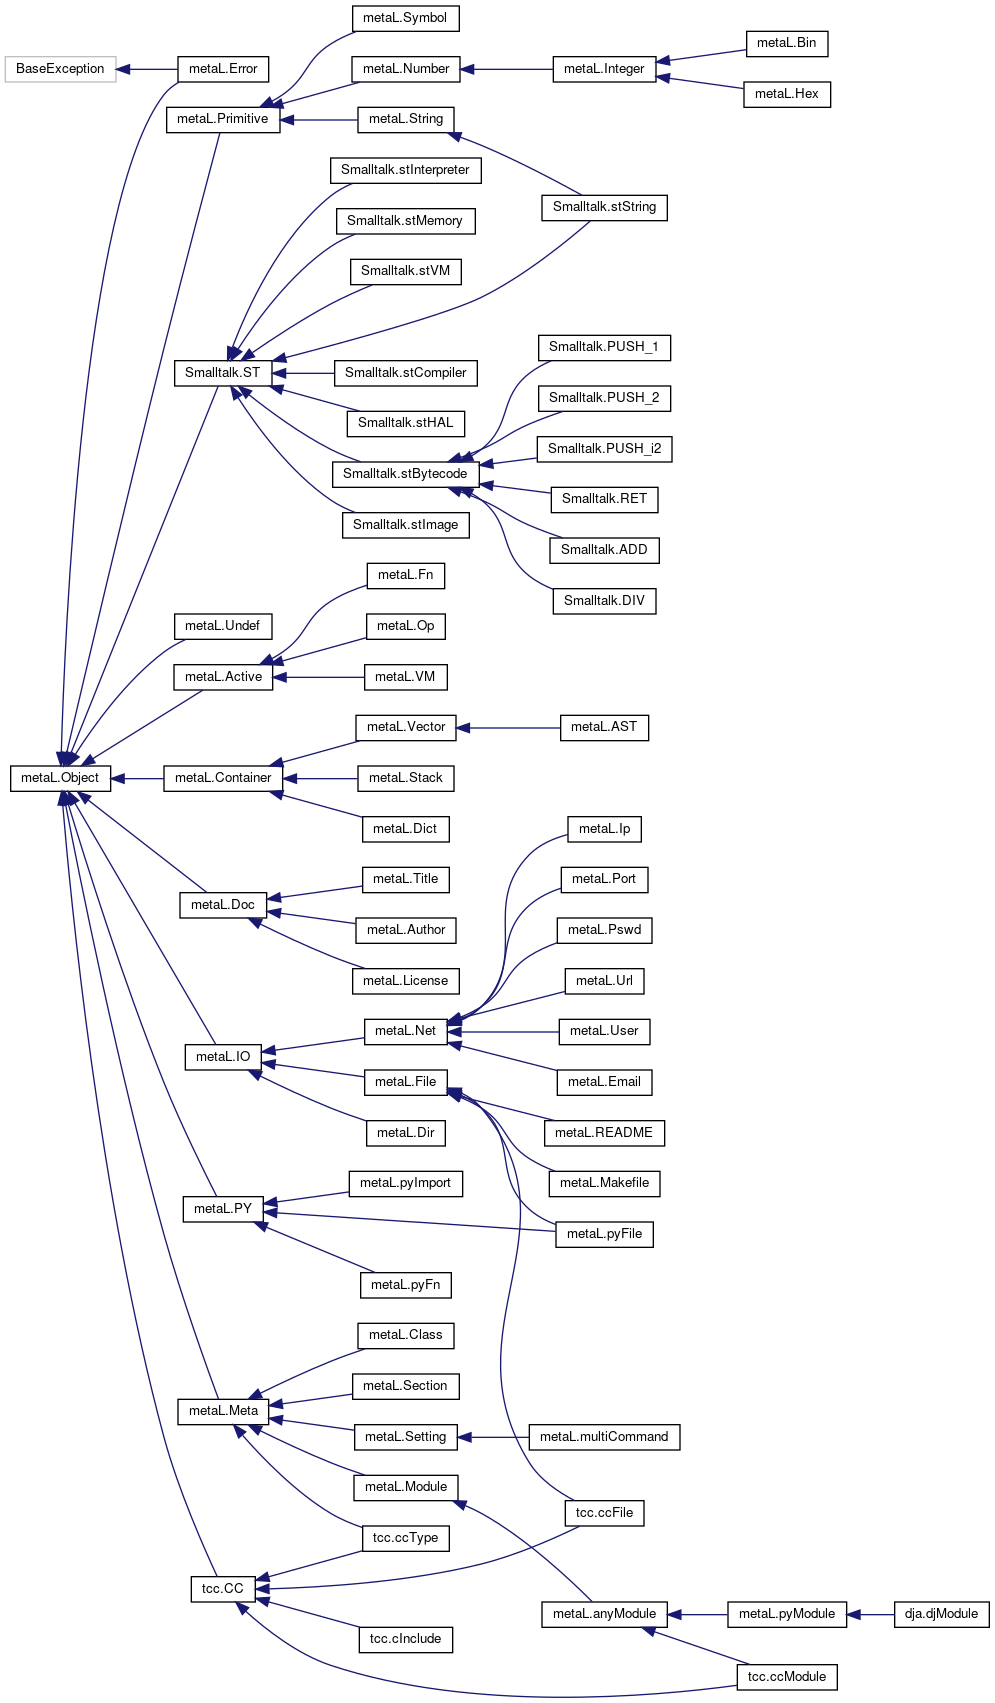 metaL.Symbol
metaL.Bin
BaseException
metaL.Error
metaL.Number
metaL.Integer
metaL.Hex
metaL.Primitive
metaL.String
Smalltalk.stInterpreter
Smalltalk.stString
Smalltalk.stMemory
Smalltalk.stVM
Smalltalk.PUSH_1
Smalltalk.ST
Smalltalk.stCompiler
Smalltalk.PUSH_2
Smalltalk.stHAL
Smalltalk.PUSH_i2
Smalltalk.stBytecode
Smalltalk.RET
Smalltalk.stImage
Smalltalk.ADD
metaL.Fn
Smalltalk.DIV
metaL.Undef
metaL.Op
metaL.Active
metaL.VM
metaL.Vector
metaL.AST
metaL.Object
metaL.Container
metaL.Stack
metaL.Dict
metaL.Ip
metaL.Title
metaL.Port
metaL.Doc
metaL.Author
metaL.Pswd
metaL.License
metaL.Url
metaL.Net
metaL.User
metaL.IO
metaL.File
metaL.Email
metaL.Dir
metaL.README
metaL.pyImport
metaL.Makefile
metaL.PY
metaL.pyFile
metaL.pyFn
metaL.Class
metaL.Section
metaL.Meta
metaL.Setting
metaL.multiCommand
metaL.Module
tcc.ccFile
tcc.ccType
tcc.CC
metaL.anyModule
metaL.pyModule
dja.djModule
tcc.cInclude
tcc.ccModule